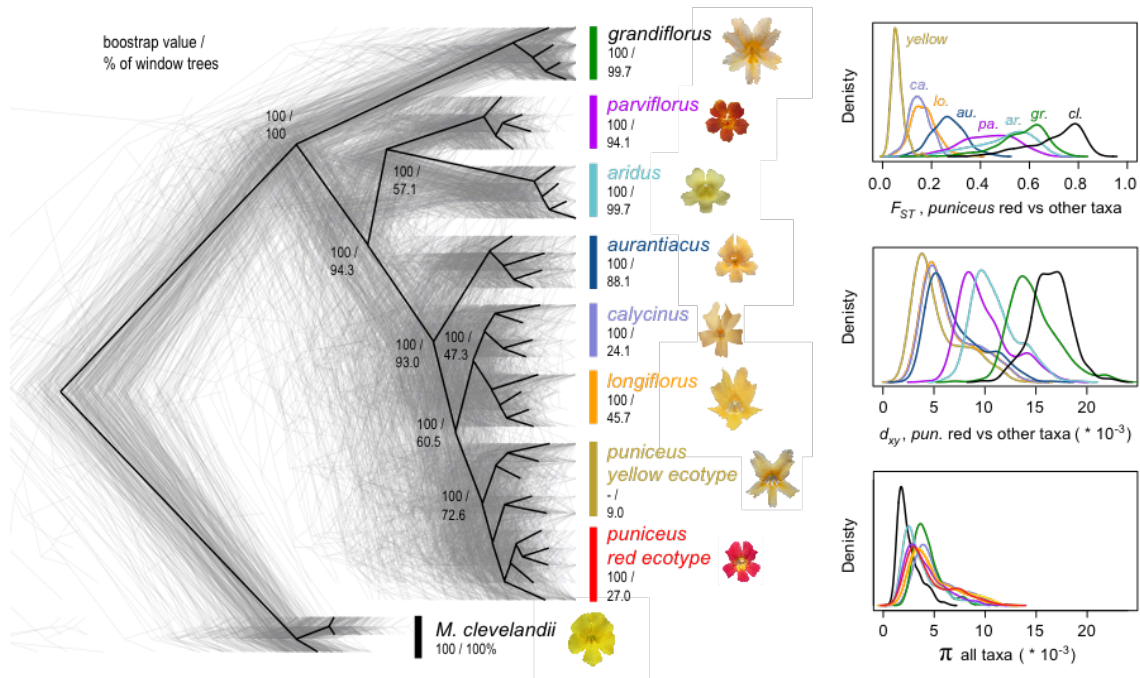 boostrap value /
% of window trees
100 /
100
100 /
57.1
100 /
94.3
100 /
93.0
100 /
47.3
100 /
60.5
100 /
72.6
grandiflorus
100 /
99.7
parviflorus
100 /
94.1
aridus
100 /
99.7
aurantiacus
100 /
88.1
calycinus
100 /
24.1
longiflorus
100 /
45.7
puniceus
yellow ecotype
- /
9.0
puniceus
red ecotype
100 /
27.0
M. clevelandii
100 / 100%
Denisty
yellow
ca.
lo.
au.
pa.
ar.
gr.
cl.
0.0 0.2 0.4 0.6 0.8 1.0
F_ST , puniceus red vs other taxa
Denisty
0 5 10 15 20
d_xy, pun. red vs other taxa ( * 10^-3)
Denisty
0 5 10 15 20
π all taxa ( * 10^-3)